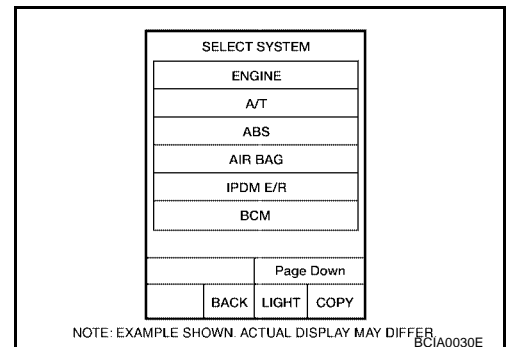 SELECT SYSTEM
ENGINE
A/T
ABS
AIR BAG
IPDM E/R
BCM
Page Down
BACK LIGHT COPY
NOTE: EXAMPLE SHOWN. ACTUAL DISPLAY MAY DIFFER
BCIA0030E